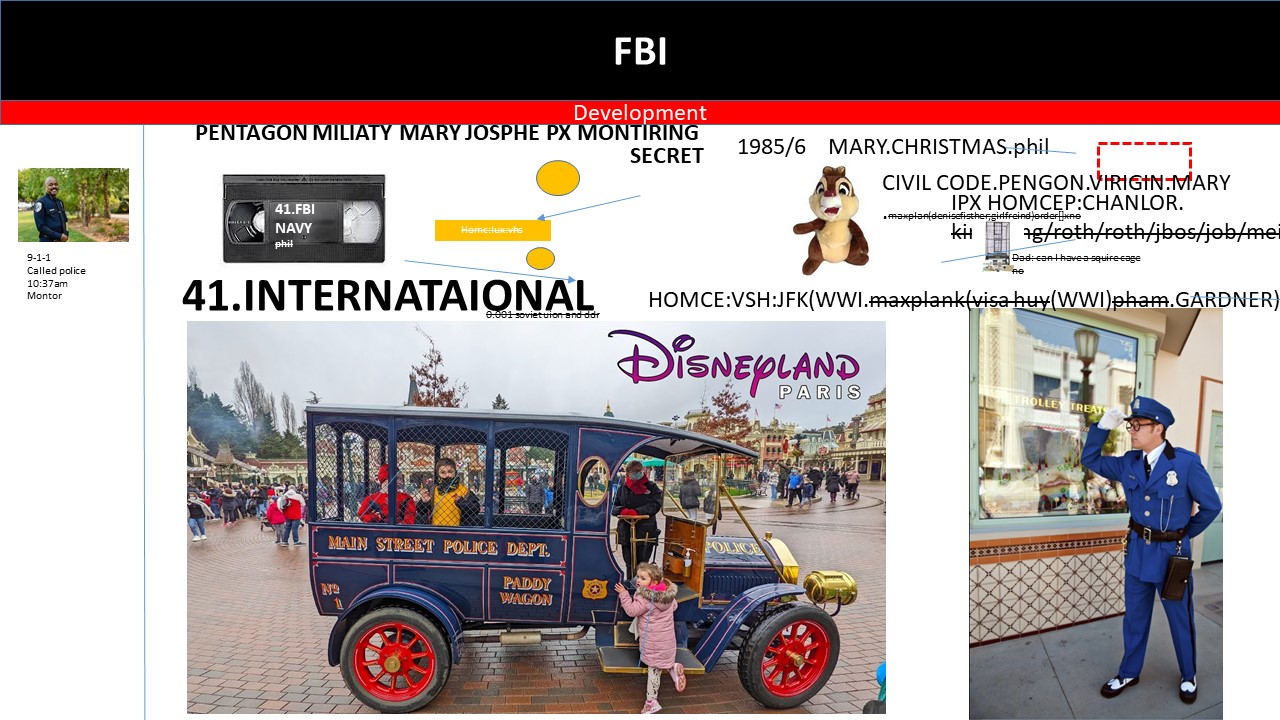 FBI
Development
PENTAGON MILIATY MARY JOSPHE PX MONTIRING
SECRET
1985/6 MARY.CHRISTMAS.phil
CIVIL CODE.PENGON.VIRIGIN.MARY
IPX HOMCEP:CHANLOR.
.maxplan(denisefisther,girlfreind)order[]xno
ng/roth/roth/jbos/job/mei
Dad: can I have a squire cage
no
41.FBI
NAVY
phil
Home:lux:vhs
9-1-1
Called police
10:37am
Montor
41.INTERNATAIONAL
0.001 soviet uion and ddr
HOMCE:VSH:JFK(WWI.maxplank(visa huy(WWI)pham.GARDNER)
DISNEYLAND
PARIS
MAIN STREET POLICE DEPT.
POLICE
No 1
PADDY
WAGON
TROLLEY TREATS